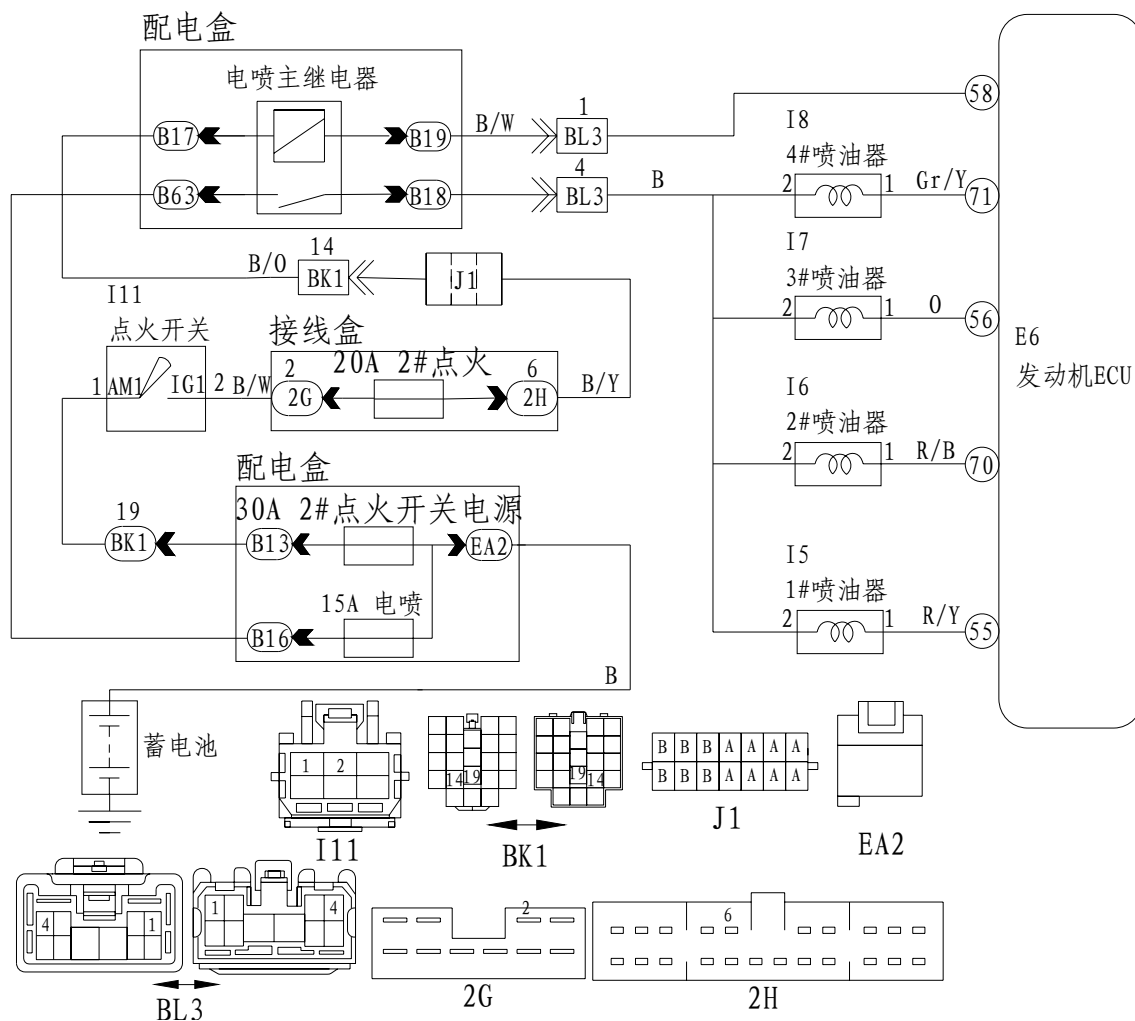 配电盒
电喷主继电器
B17
B19
B/W
1
BL3
58
B63
B18
4
BL3
B
I8
4#喷油器
2
1
Gr/Y
71
B/O
14
BK1
J1
I7
3#喷油器
2
1
O
56
I11
点火开关
1
AM1
IG1
2
B/W
接线盒
20A 2#点火
2
2G
6
2H
B/Y
E6
发动机ECU
I6
2#喷油器
2
1
R/B
70
配电盒
30A 2#点火开关电源
19
BK1
B13
EA2
15A 电喷
B16
I5
1#喷油器
2
1
R/Y
55
B
蓄电池
1 2
I11
14 19
19 14
BK1
B B B A A A A
B B B A A A A
J1
EA2
4 1
1 4
BL3
2
2G
6
2H